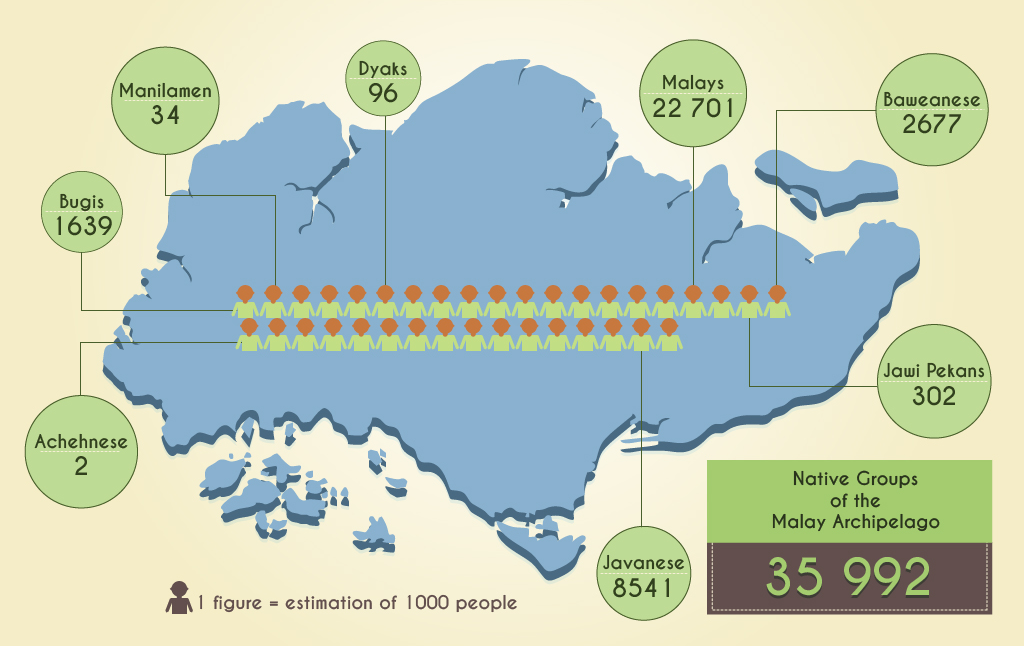 Manilamen
34
Dyaks
96
Malays
22 701
Baweanese
2677
Bugis
1639
Jawi Pekans
302
Achehnese
2
Javanese
8541
Native Groups
of the
Malay Archipelago
35 992
1 figure = estimation of 1000 people